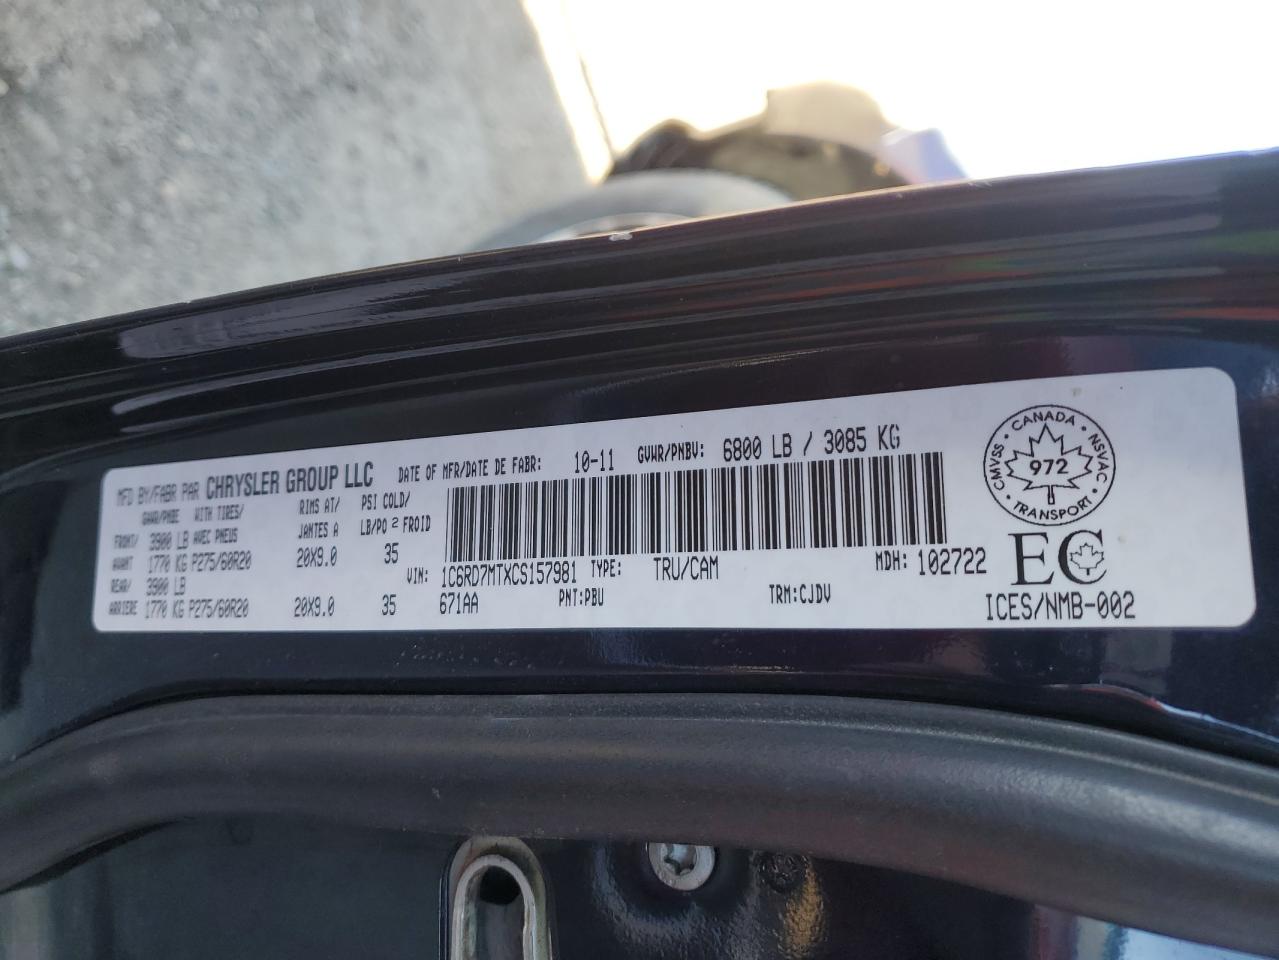 MFD BY/FABR PAR CHRYSLER GROUP LLC DATE OF MFR/DATE DE FABR: 10-11 GVWR/PNBV: 6800 LB / 3085 KG
GAWR/PNBE WITH TIRES/ RIMS AT/ PSI COLD/
AVEC PNEUS JANTES A LB/PO 2 FROID
FRONT/ 3900 LB
AVANT 1770 KG P275/60R20 20X9.0 35
REAR/ 3900 LB
ARRIERE 1770 KG P275/60R20 20X9.0 35
VIN: 1C6RD7MTXCS157981 TYPE: TRU/CAM MDH: 102722
671AA PNT:PBU TRM:CJDV
CANADA
CMVSS
NSVAC
972
TRANSPORT
EC
ICES/NMB-002